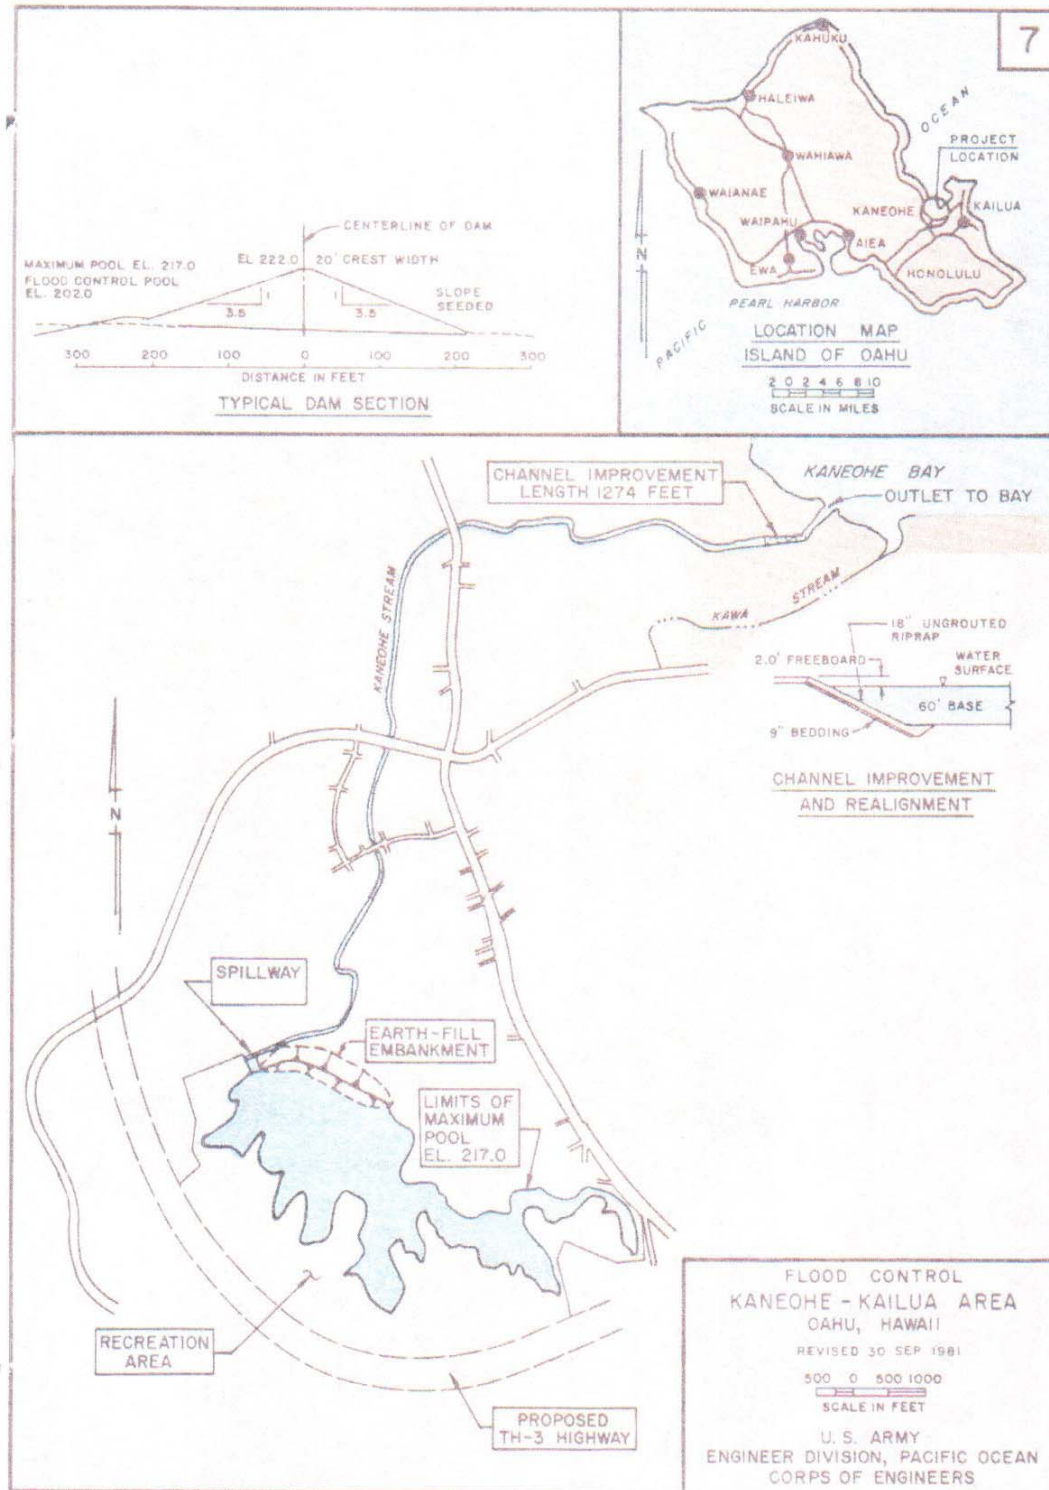 7
CENTERLINE OF DAM
MAXIMUM POOL EL. 217.0
FLOOD CONTROL POOL
EL. 202.0
EL 222.0
20' CREST WIDTH
1
3.5
1
3.5
SLOPE
SEEDED
300 200 100 0 100 200 300
DISTANCE IN FEET
TYPICAL DAM SECTION
KAHUKU
HALEIWA
OCEAN
WAHIAWA
PROJECT
LOCATION
WAIANAE
KANEOHE
KAILUA
WAIPAHU
AIEA
EWA
HONOLULU
N
PEARL HARBOR
PACIFIC
LOCATION MAP
ISLAND OF OAHU
2 0 2 4 6 8 10
SCALE IN MILES
CHANNEL IMPROVEMENT
LENGTH 1274 FEET
KANEOHE BAY
OUTLET TO BAY
KANEOHE STREAM
KAWA STREAM
18" UNGROUTED
RIPRAP
2.0' FREEBOARD
WATER
SURFACE
60' BASE
9" BEDDING
CHANNEL IMPROVEMENT
AND REALIGNMENT
N
SPILLWAY
EARTH-FILL
EMBANKMENT
LIMITS OF
MAXIMUM
POOL
EL. 217.0
RECREATION
AREA
PROPOSED
TH-3 HIGHWAY
FLOOD CONTROL
KANEOHE - KAILUA AREA
OAHU, HAWAII
REVISED 30 SEP 1981
500 0 500 1000
SCALE IN FEET
U. S. ARMY
ENGINEER DIVISION, PACIFIC OCEAN
CORPS OF ENGINEERS